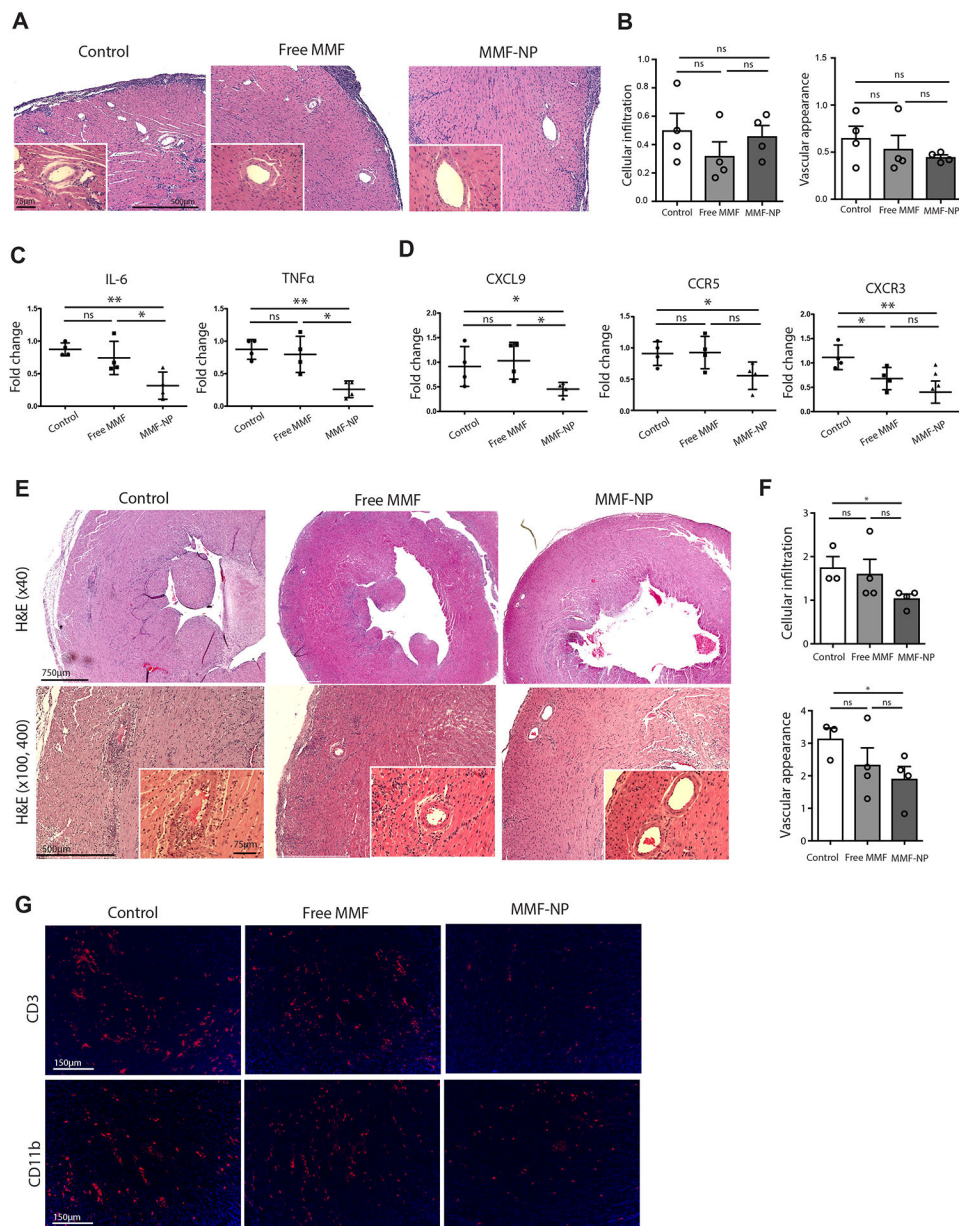 A
Control
Free MMF
MMF-NP
75µm
500µm
B
Cellular infiltration
ns
ns
ns
1.0
0.8
0.6
0.4
0.2
0.0
Control
Free MMF
MMF-NP
Vascular appearance
ns
ns
ns
1.5
1.0
0.5
0.0
Control
Free MMF
MMF-NP
C
IL-6
Fold change
**
ns
*
1.5
1.0
0.5
0.0
Control
Free MMF
MMF-NP
TNFα
Fold change
**
ns
*
1.5
1.0
0.5
0.0
Control
Free MMF
MMF-NP
D
CXCL9
Fold change
*
ns
*
2.0
1.5
1.0
0.5
0.0
Control
Free MMF
MMF-NP
CCR5
Fold change
*
ns
ns
1.5
1.0
0.5
0.0
Control
Free MMF
MMF-NP
CXCR3
Fold change
**
*
ns
2.0
1.5
1.0
0.5
0.0
Control
Free MMF
MMF-NP
E
Control
Free MMF
MMF-NP
H&E (x40)
750µm
H&E (x100, 400)
500µm
75µm
F
Cellular infiltration
*
ns
ns
3
2
1
0
Control
Free MMF
MMF-NP
Vascular appearance
*
ns
ns
4
3
2
1
0
Control
Free MMF
MMF-NP
G
Control
Free MMF
MMF-NP
CD3
150µm
CD11b
150µm